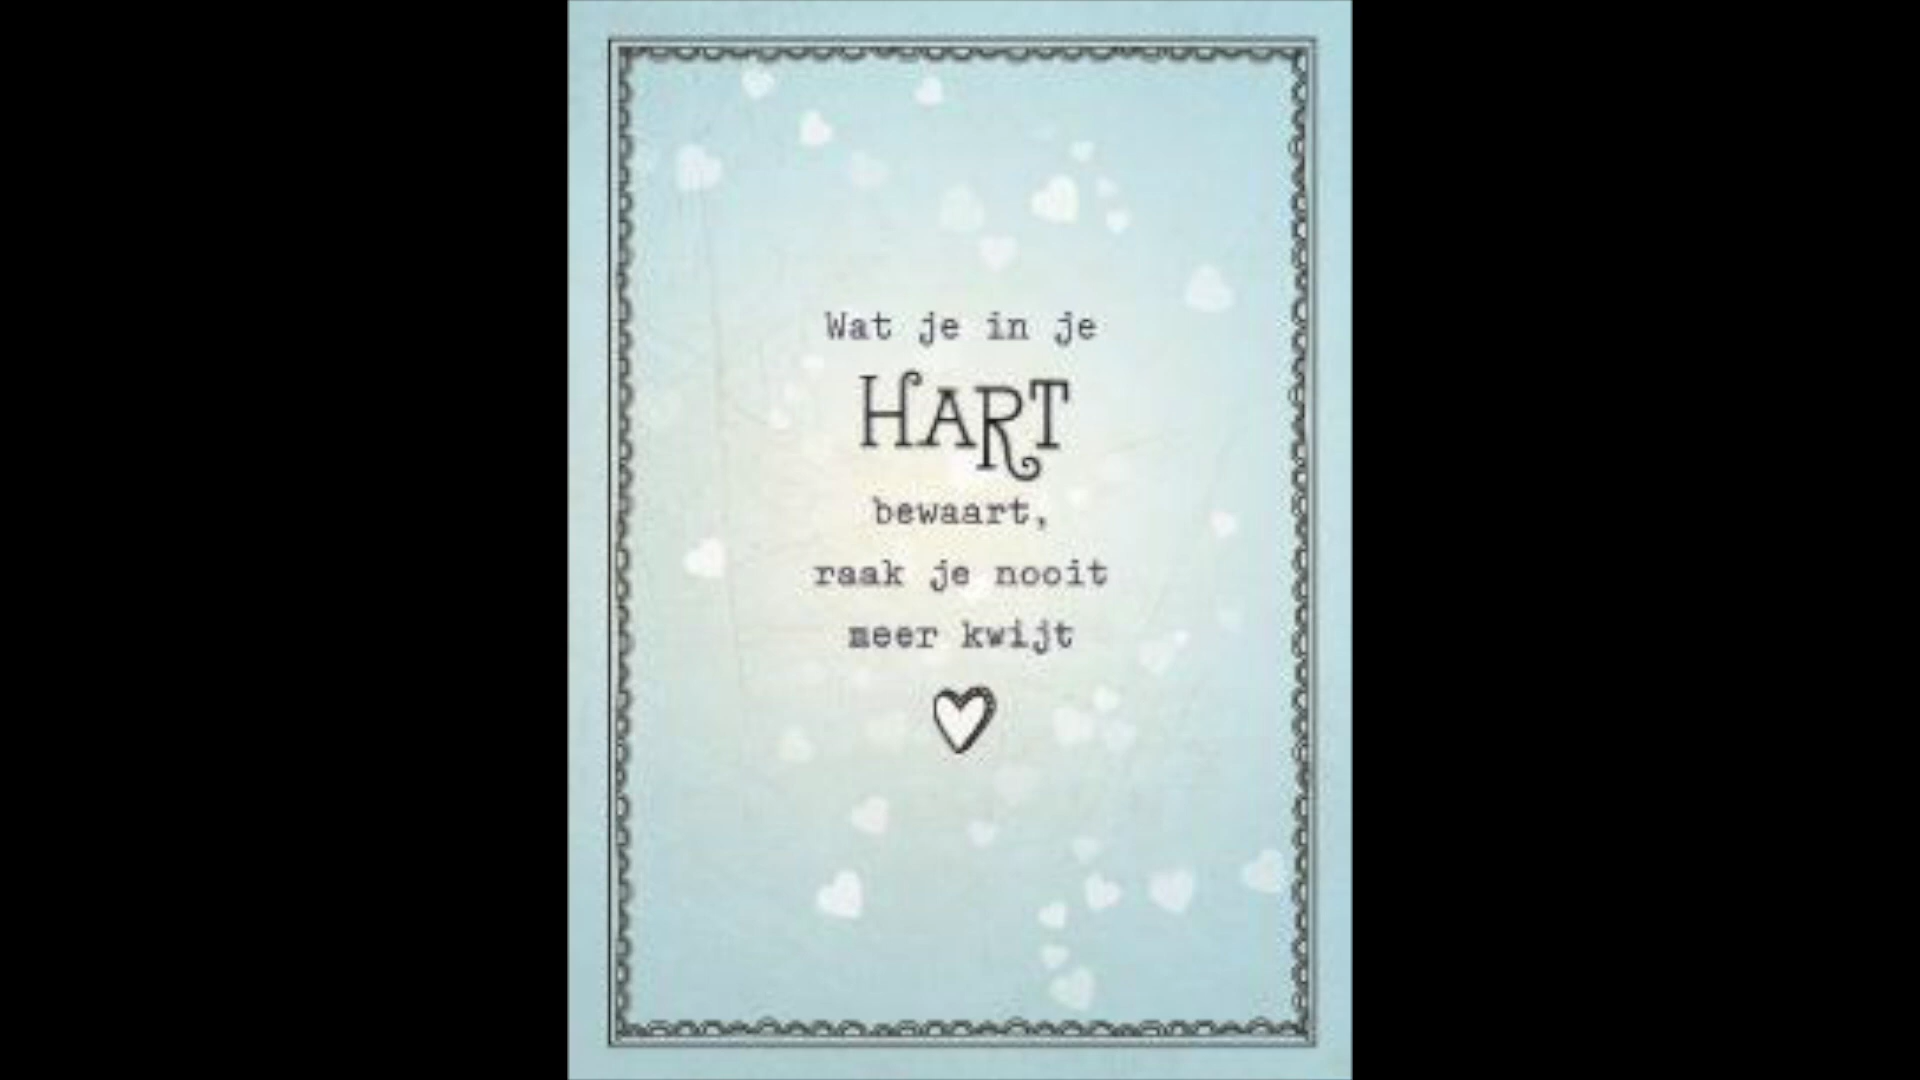 Wat je in je
HART
bewaart,
raak je nooit
meer kwijt